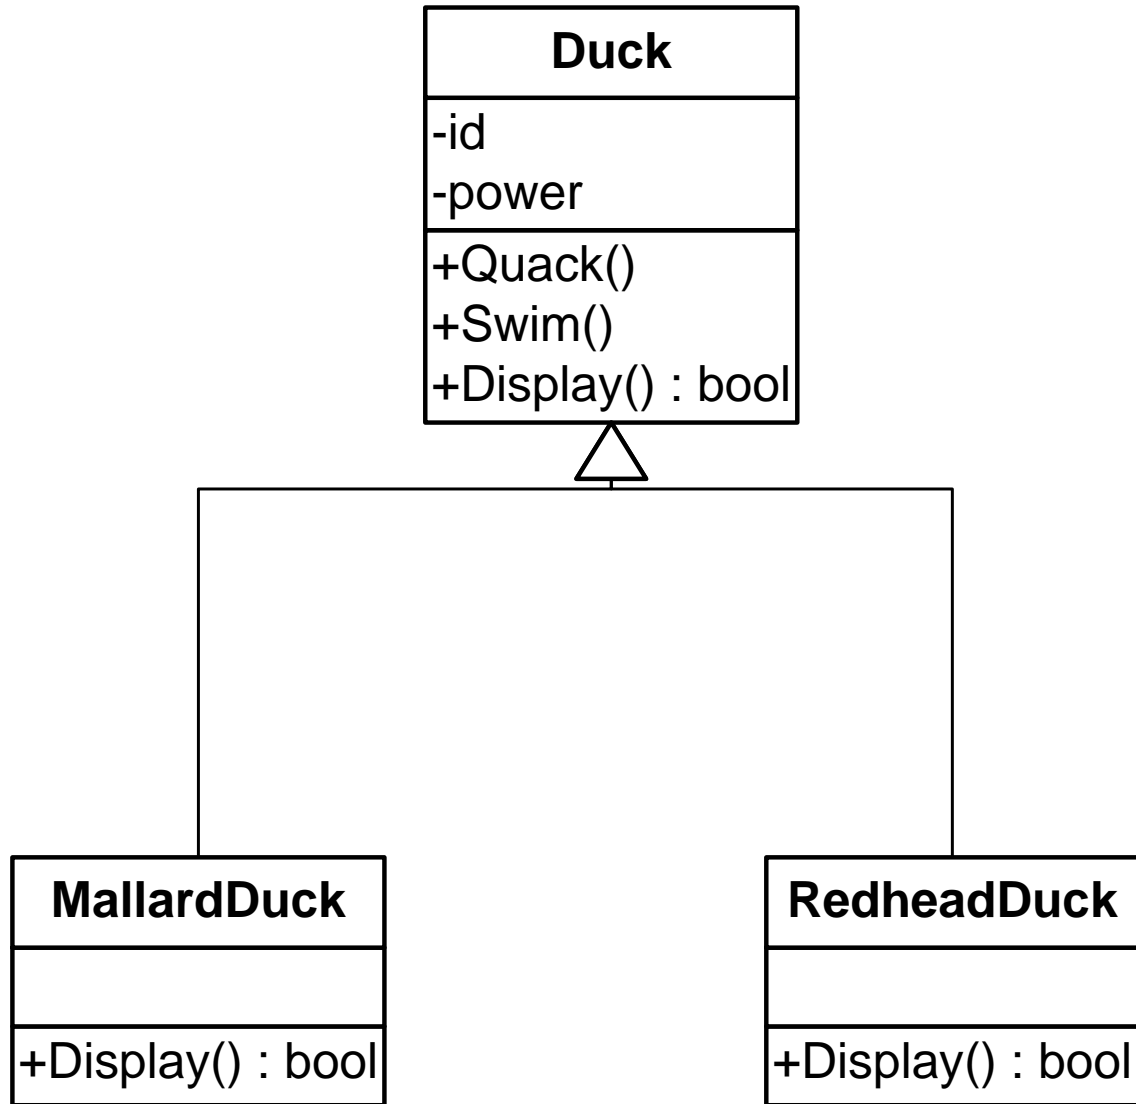 Duck
-id
-power
+Quack()
+Swim()
+Display() : bool
MallardDuck
+Display() : bool
RedheadDuck
+Display() : bool